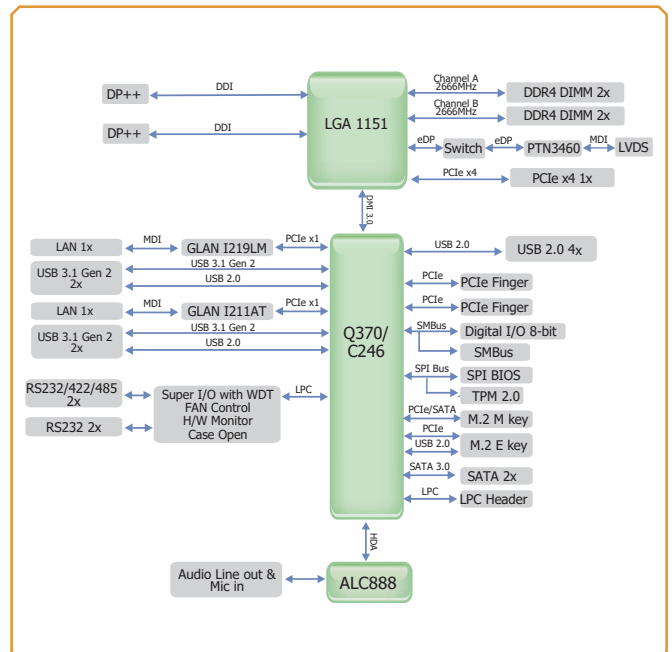 DP++
DDI
DP++
DDI
LGA 1151
Channel A
2666MHz
DDR4 DIMM 2x
Channel B
2666MHz
DDR4 DIMM 2x
eDP
Switch
eDP
PTN3460
MDI
LVDS
PCIe x4
PCIe x4 1x
DMI 3.0
LAN 1x
MDI
GLAN I219LM
PCIe x1
USB 3.1 Gen 2
2x
USB 3.1 Gen 2
USB 2.0
LAN 1x
MDI
GLAN I211AT
PCIe x1
USB 3.1 Gen 2
2x
USB 3.1 Gen 2
USB 2.0
RS232/422/485
2x
RS232 2x
Super I/O with WDT
FAN Control
H/W Monitor
Case Open
LPC
Q370/
C246
USB 2.0
USB 2.0 4x
PCIe
PCIe Finger
PCIe
PCIe Finger
SMBus
Digital I/O 8-bit
SMBus
SPI Bus
SPI BIOS
TPM 2.0
PCIe/SATA
M.2 M key
PCIe
USB 2.0
M.2 E key
SATA 3.0
SATA 2x
LPC
LPC Header
HDA
Audio Line out &
Mic in
ALC888